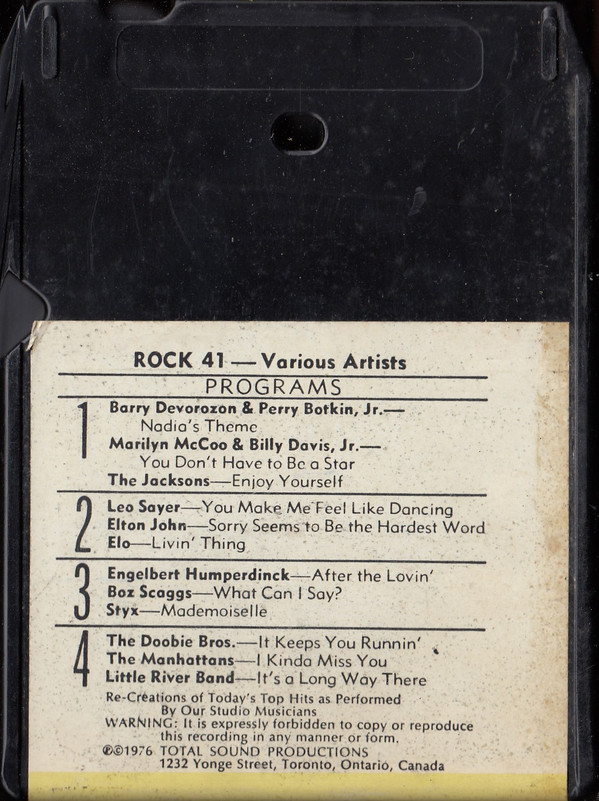 ROCK 41 — Various Artists
PROGRAMS
1
Barry Devorozon & Perry Botkin, Jr.—
Nadia's Theme
Marilyn McCoo & Billy Davis, Jr.—
You Don't Have to Be a Star
The Jacksons—Enjoy Yourself
2
Leo Sayer—You Make Me Feel Like Dancing
Elton John—Sorry Seems to Be the Hardest Word
Elo—Livin' Thing
3
Engelbert Humperdinck—After the Lovin'
Boz Scaggs—What Can I Say?
Styx—Mademoiselle
4
The Doobie Bros.—It Keeps You Runnin'
The Manhattans—I Kinda Miss You
Little River Band—It's a Long Way There
Re-Creations of Today's Top Hits as Performed
By Our Studio Musicians
WARNING: It is expressly forbidden to copy or reproduce
this recording in any manner or form.
℗©1976 TOTAL SOUND PRODUCTIONS
1232 Yonge Street, Toronto, Ontario, Canada